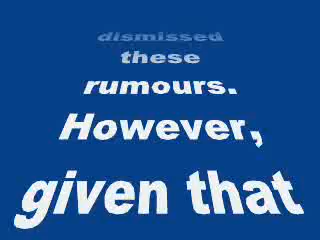 dismissed
these
rumours.
However,
given that